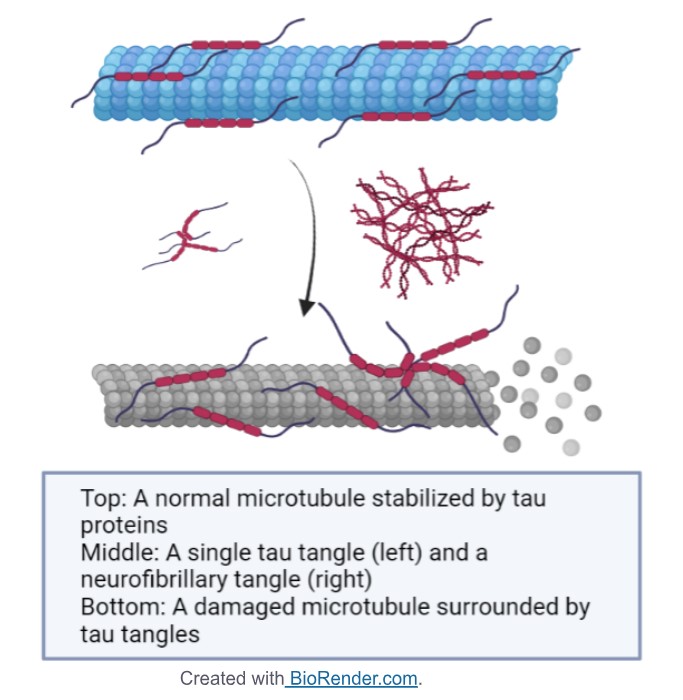 Top: A normal microtubule stabilized by tau
proteins
Middle: A single tau tangle (left) and a
neurofibrillary tangle (right)
Bottom: A damaged microtubule surrounded by
tau tangles
Created with BioRender.com.